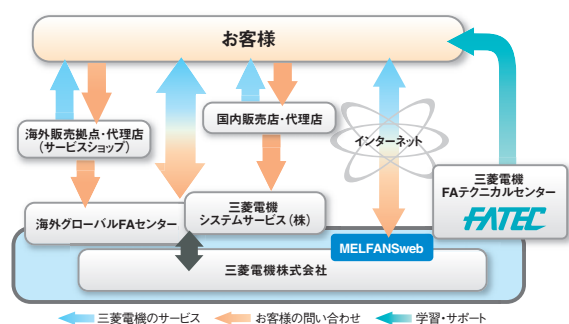 お客様
海外販売拠点・代理店
(サービスショップ)
国内販売店・代理店
インターネット
三菱電機
FAテクニカルセンター
FATEC
海外グローバルFAセンター
三菱電機
システムサービス(株)
MELFANSweb
三菱電機株式会社
三菱電機のサービス
お客様の問い合わせ
学習・サポート